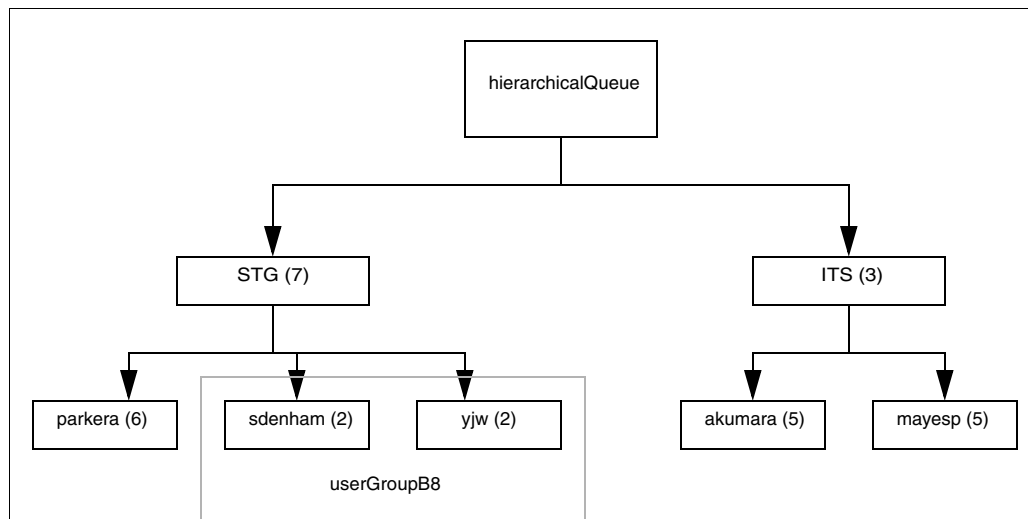 hierarchicalQueue
STG (7)
ITS (3)
parkera (6)
sdenham (2)
yjw (2)
akumara (5)
mayesp (5)
userGroupB8